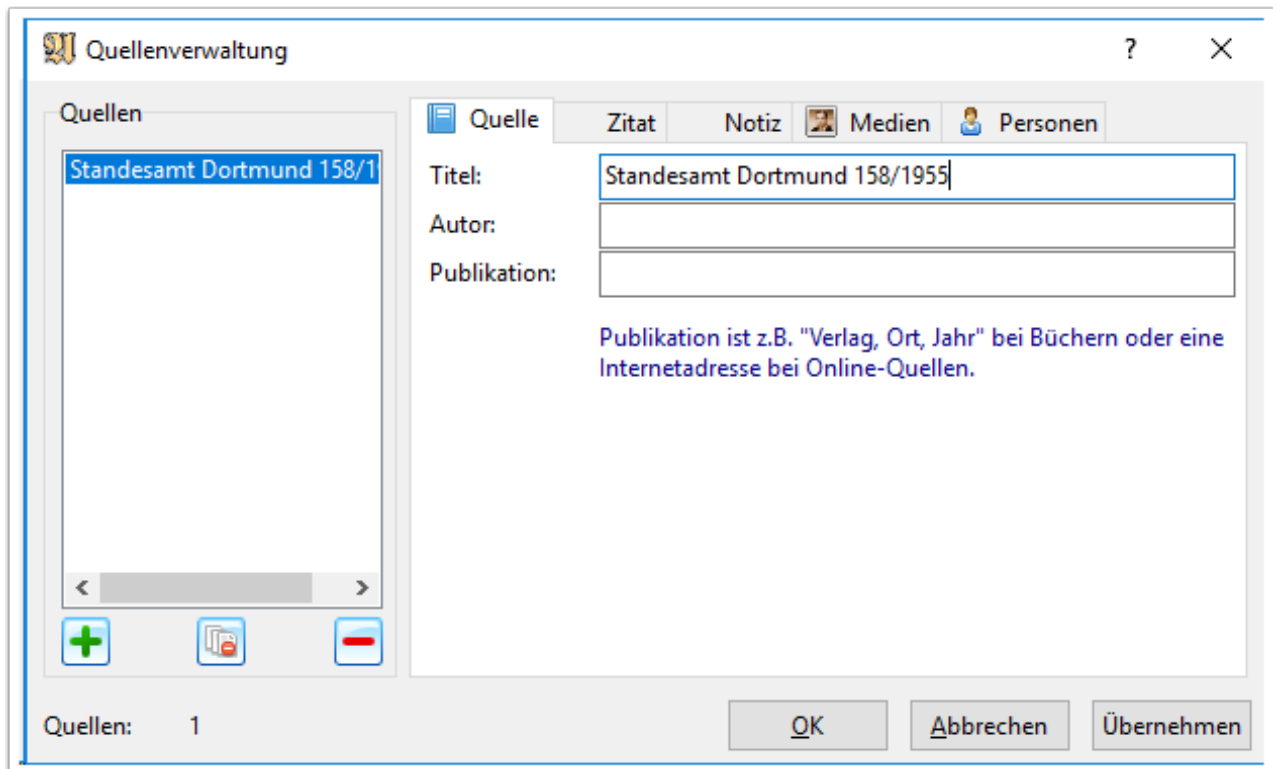 Quellenverwaltung
?
Quellen
Standesamt Dortmund 158/1
Quelle
Zitat
Notiz
Medien
Personen
Titel:
Standesamt Dortmund 158/1955
Autor:
Publikation:
Publikation ist z.B. "Verlag, Ort, Jahr" bei Büchern oder eine
Internetadresse bei Online-Quellen.
Quellen: 1
OK
Abbrechen
Übernehmen